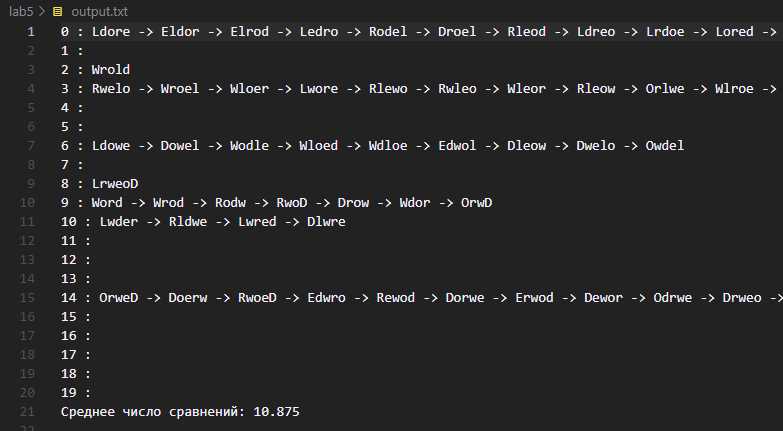 lab5 > output.txt
1 0 : Ldore -> Eldor -> Elrod -> Ledro -> Rodel -> Droel -> Rleod -> Ldreo -> Lrdoe -> Lored ->
2 1 :
3 2 : Wrold
4 3 : Rwelo -> Wroel -> Wloer -> Lwore -> Rlewo -> Rwleo -> Wleor -> Rleow -> Orlwe -> Wlroe ->
5 4 :
6 5 :
7 6 : Ldowe -> Dowel -> Wodle -> Wloed -> Wdloe -> Edwol -> Dleow -> Dwelo -> Owdel
8 7 :
9 8 : LrweoD
10 9 : Word -> Wrod -> Rodw -> RwoD -> Drow -> Wdor -> OrwD
11 10 : Lwder -> Rldwe -> Lwred -> Dlwre
12 11 :
13 12 :
14 13 :
15 14 : OrweD -> Doerw -> RwoeD -> Edwro -> Rewod -> Dorwe -> Erwod -> Dewor -> Odrwe -> Drweo ->
16 15 :
17 16 :
18 17 :
19 18 :
20 19 :
21 Среднее число сравнений: 10.875
22